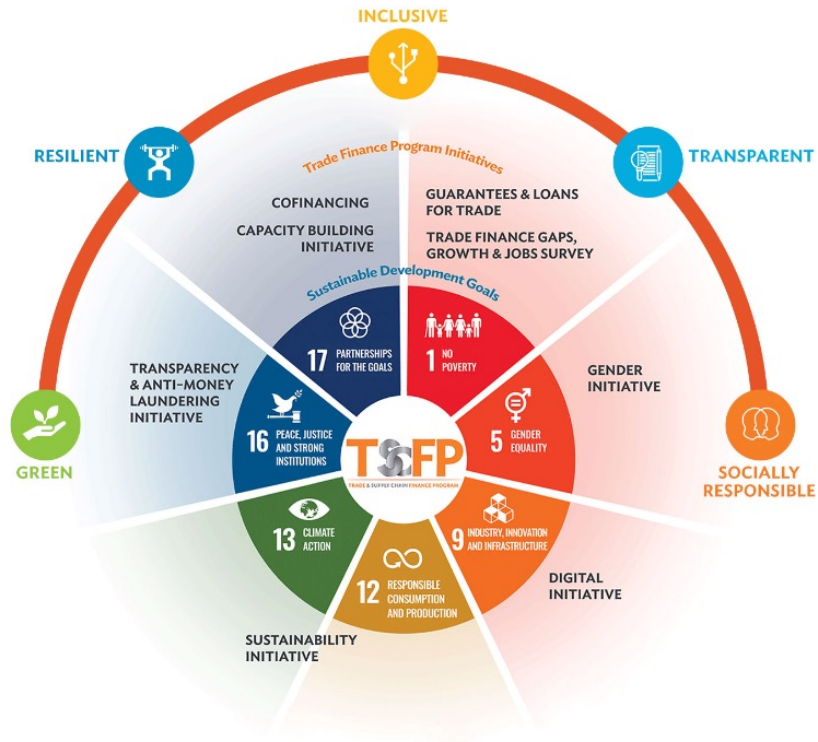 INCLUSIVE
RESILIENT
TRANSPARENT
Trade Finance Program Initiatives
COFINANCING
CAPACITY BUILDING
INITIATIVE
GUARANTEES & LOANS
FOR TRADE
TRADE FINANCE GAPS,
GROWTH & JOBS SURVEY
Sustainable Development Goals
17 PARTNERSHIPS
FOR THE GOALS
1 NO
POVERTY
TRANSPARENCY
& ANTI-MONEY
LAUNDERING
INITIATIVE
GENDER
INITIATIVE
16 PEACE, JUSTICE
AND STRONG
INSTITUTIONS
5 GENDER
EQUALITY
TSCFP
TRADE & SUPPLY CHAIN FINANCE PROGRAM
GREEN
SOCIALLY
RESPONSIBLE
13 CLIMATE
ACTION
9 INDUSTRY, INNOVATION
AND INFRASTRUCTURE
12 RESPONSIBLE
CONSUMPTION
AND PRODUCTION
DIGITAL
INITIATIVE
SUSTAINABILITY
INITIATIVE